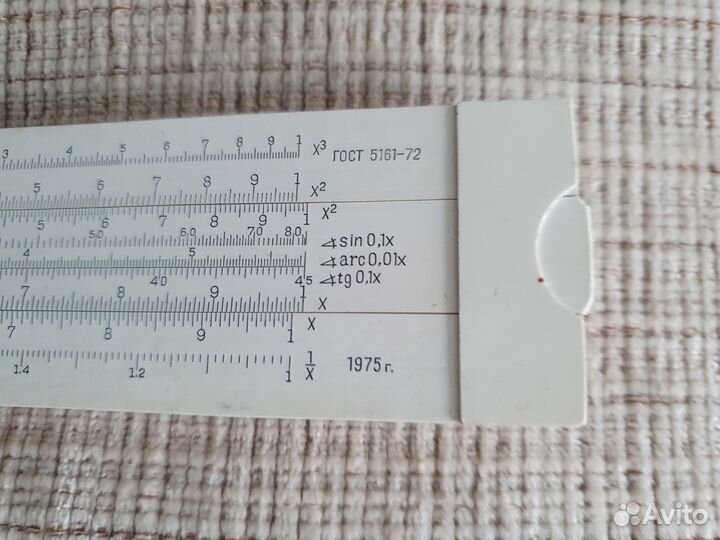 3 4 5 6 7 8 9 1 x³ ГОСТ 5161-72
5 6 7 8 9 1 x²
5 6 7 8 9 1 x²
50 60 70 80 ∡ sin 0,1x
4 5 ∡ arc 0,01x
40 45 ∡ tg 0,1x
7 8 9 1 x
7 8 9 1 x
1.4 1.2 1 1/x 1975 г.
Avito